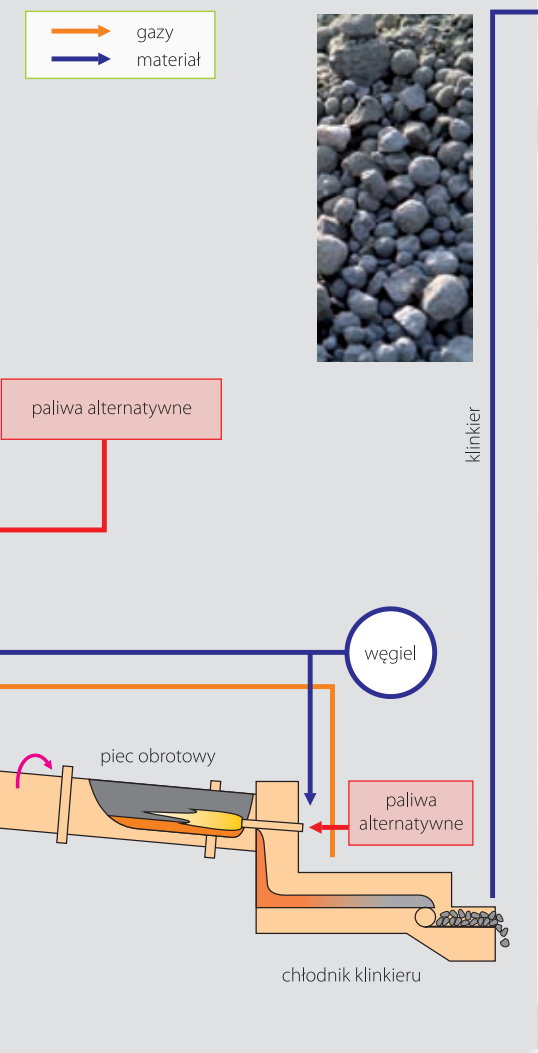 gazy
materiał
paliwa alternatywne
klinkier
węgiel
piec obrotowy
paliwa
alternatywne
chłodnik klinkieru